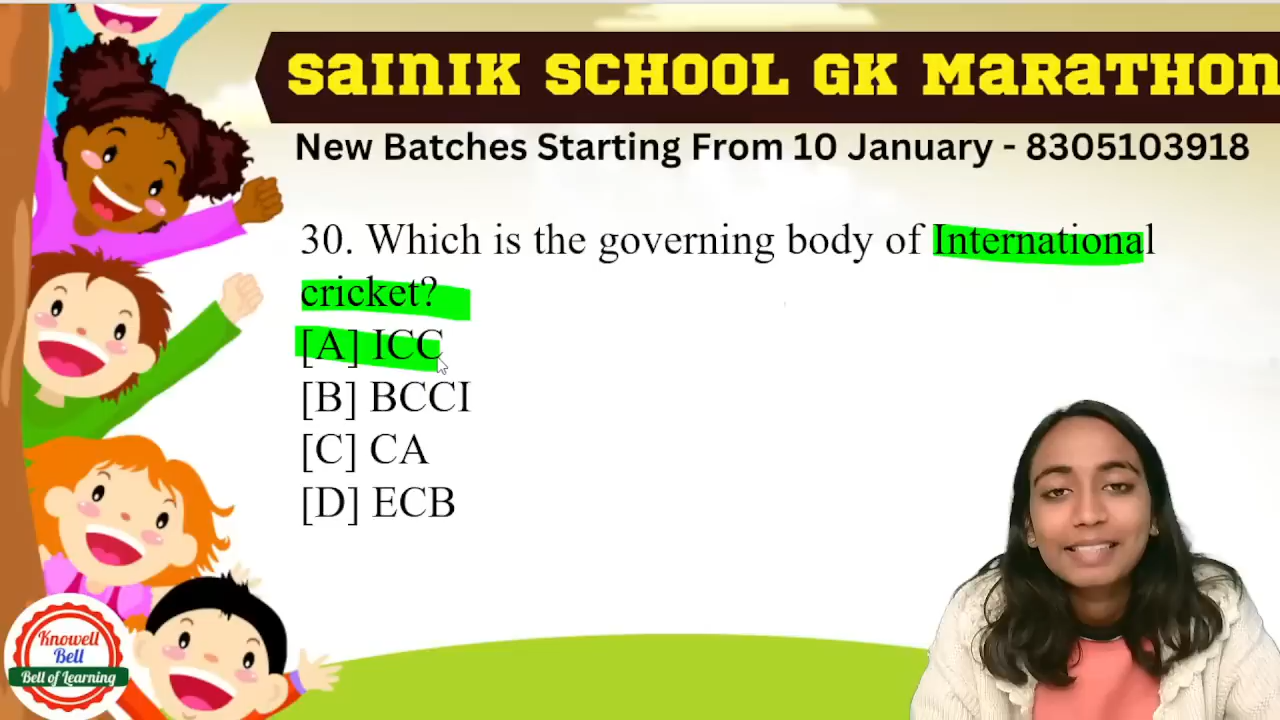 SAINIK SCHOOL GK MARATHON
New Batches Starting From 10 January - 8305103918
30. Which is the governing body of International
cricket?
[A] ICC
[B] BCCI
[C] CA
[D] ECB
Knowell
Bell
Bell of Learning